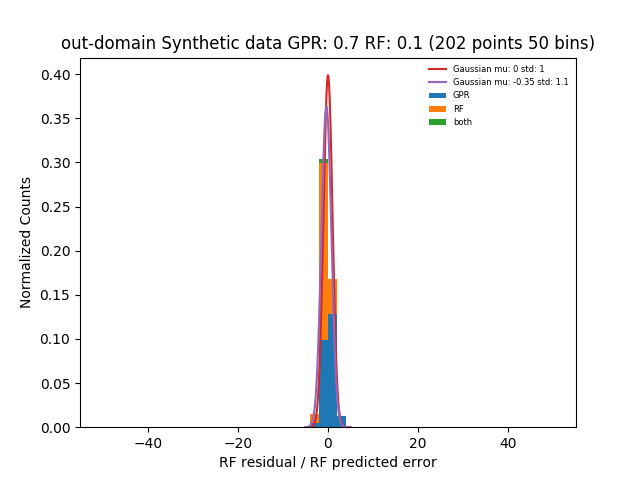 out-domain Synthetic data GPR: 0.7 RF: 0.1 (202 points 50 bins)
Gaussian mu: 0 std: 1
Gaussian mu: -0.35 std: 1.1
GPR
RF
both
Normalized Counts
0.40
0.35
0.30
0.25
0.20
0.15
0.10
0.05
0.00
−40
−20
0
20
40
RF residual / RF predicted error